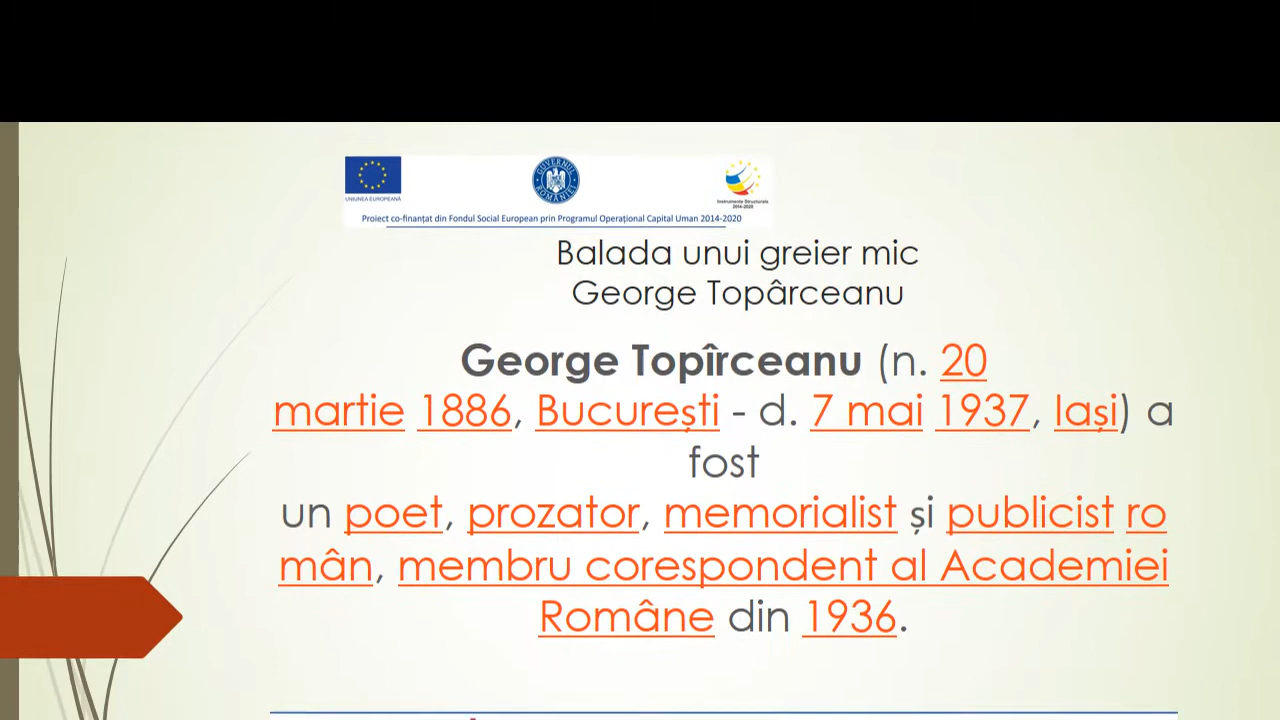 UNIUNEA EUROPEANĂ
GUVERNUL ROMÂNIEI
Instrumente Structurale
2014-2020
Proiect co-finanțat din Fondul Social European prin Programul Operațional Capital Uman 2014-2020
Balada unui greier mic
George Topârceanu
George Topîrceanu (n. 20
martie 1886, București - d. 7 mai 1937, Iași) a
fost
un poet, prozator, memorialist și publicist ro
mân, membru corespondent al Academiei
Române din 1936.